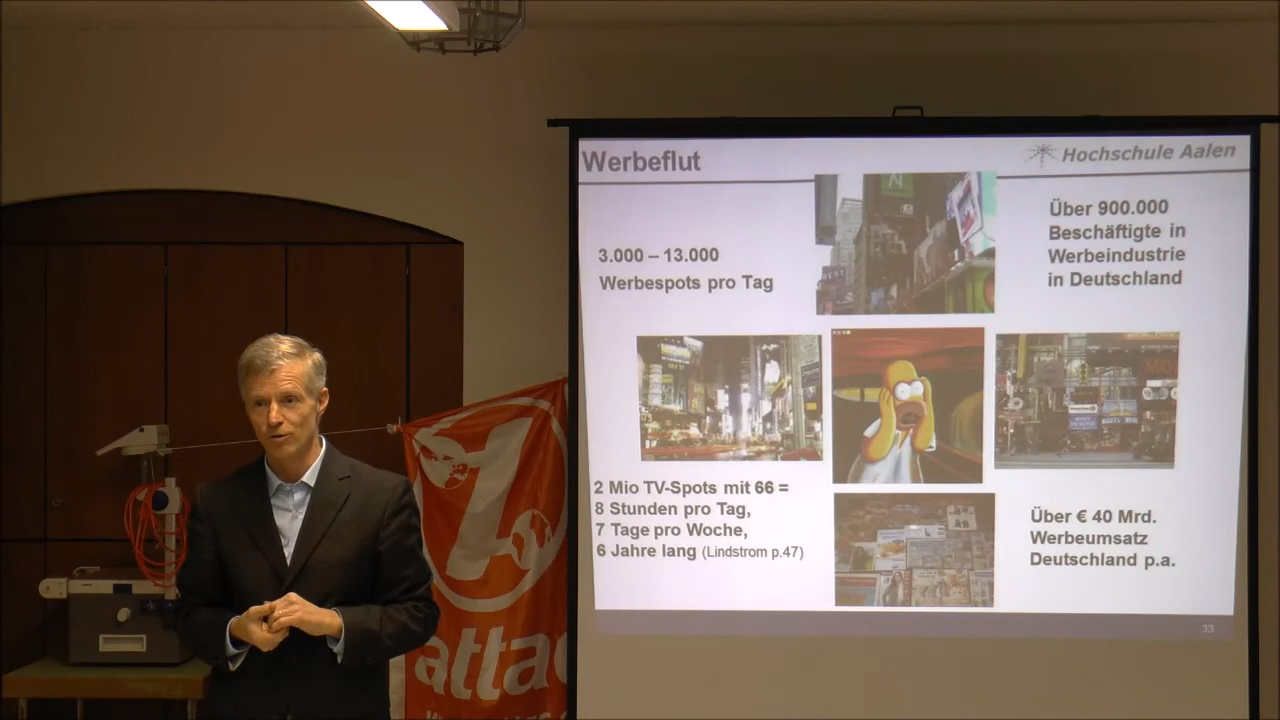 Werbeflut
Hochschule Aalen
3.000 – 13.000
Werbespots pro Tag
Über 900.000
Beschäftigte in
Werbeindustrie
in Deutschland
2 Mio TV-Spots mit 66 =
8 Stunden pro Tag,
7 Tage pro Woche,
6 Jahre lang (Lindstrom p.47)
Über € 40 Mrd.
Werbeumsatz
Deutschland p.a.
33
attac